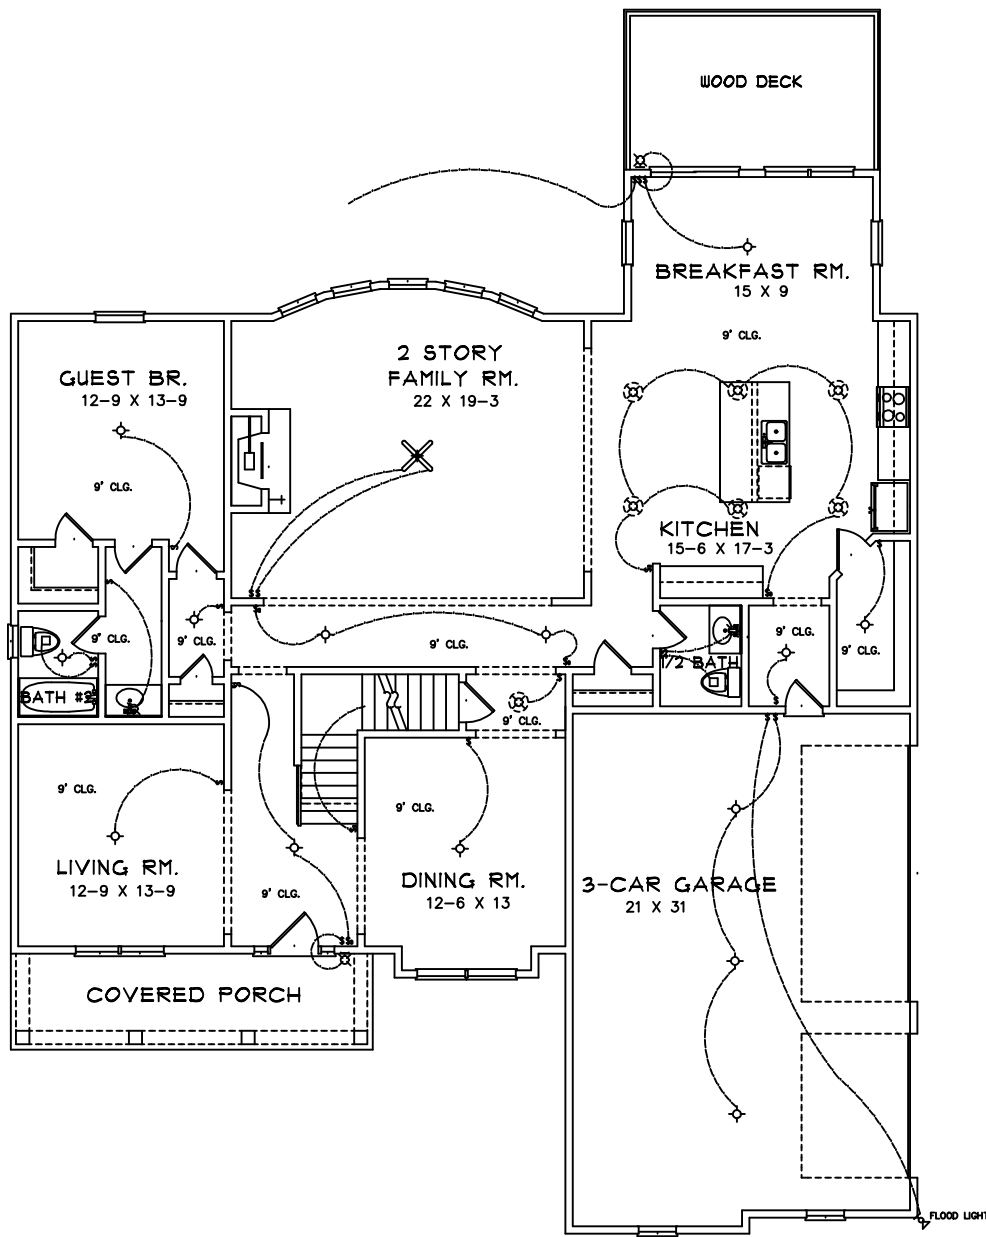 WOOD DECK
BREAKFAST RM.
15 X 9
9' CLG.
2 STORY
FAMILY RM.
22 X 19-3
GUEST BR.
12-9 X 13-9
9' CLG.
KITCHEN
15-6 X 17-3
9' CLG.
9' CLG.
9' CLG.
9' CLG.
9' CLG.
1/2 BATH
BATH #2
9' CLG.
9' CLG.
9' CLG.
LIVING RM.
12-9 X 13-9
DINING RM.
12-6 X 13
3-CAR GARAGE
21 X 31
9' CLG.
COVERED PORCH
FLOOD LIGHT